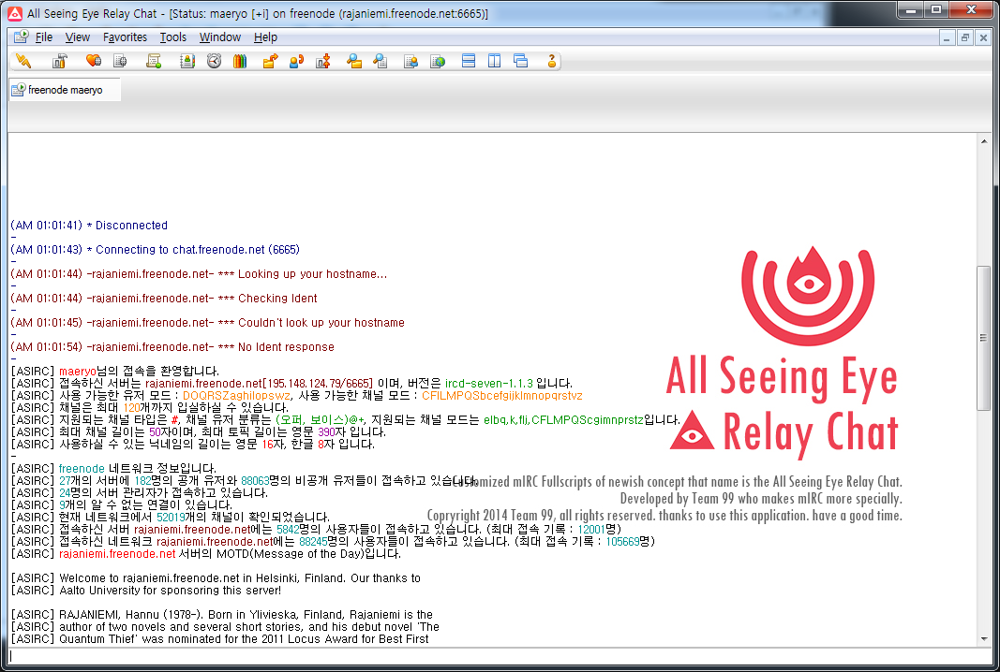 All Seeing Eye Relay Chat - [Status: maeryo [+i] on freenode (rajaniemi.freenode.net:6665)]
File View Favorites Tools Window Help
freenode maeryo
(AM 01:01:41) * Disconnected
-
(AM 01:01:43) * Connecting to chat.freenode.net (6665)
-
(AM 01:01:44) -rajaniemi.freenode.net- *** Looking up your hostname...
-
(AM 01:01:44) -rajaniemi.freenode.net- *** Checking Ident
-
(AM 01:01:45) -rajaniemi.freenode.net- *** Couldn't look up your hostname
-
(AM 01:01:54) -rajaniemi.freenode.net- *** No Ident response
-
[ASIRC] maeryo님의 접속을 환영합니다.
[ASIRC] 접속하신 서버는 rajaniemi.freenode.net[195.148.124.79/6665] 이며, 버전은 ircd-seven-1.1.3 입니다.
[ASIRC] 사용 가능한 유저 모드 : DOQRSZaghilopswz, 사용 가능한 채널 모드 : CFILMPQSbcefgijklmnopqrstvz
[ASIRC] 채널은 최대 120개까지 입실하실 수 있습니다.
[ASIRC] 지원되는 채널 타입은 #, 채널 유저 분류는 (오퍼, 보이스)@+, 지원되는 채널 모드는 eIbq,k,flj,CFLMPQScgimnprstz입니다.
[ASIRC] 최대 채널 길이는 50자이며, 최대 토픽 길이는 영문 390자 입니다.
[ASIRC] 사용하실 수 있는 닉네임의 길이는 영문 16자, 한글 8자 입니다.
-
[ASIRC] freenode 네트워크 정보입니다.
[ASIRC] 27개의 서버에 182명의 공개 유저와 88063명의 비공개 유저들이 접속하고 있습니다.
[ASIRC] 24명의 서버 관리자가 접속하고 있습니다.
[ASIRC] 9개의 알 수 없는 연결이 있습니다.
[ASIRC] 현재 네트워크에서 52019개의 채널이 확인되었습니다.
[ASIRC] 접속하신 서버 rajaniemi.freenode.net에는 5842명의 사용자들이 접속하고 있습니다. (최대 접속 기록 : 12001명)
[ASIRC] 접속하신 네트워크 rajaniemi.freenode.net에는 88245명의 사용자들이 접속하고 있습니다. (최대 접속 기록 : 105669명)
[ASIRC] rajaniemi.freenode.net 서버의 MOTD(Message of the Day)입니다.
[ASIRC] Welcome to rajaniemi.freenode.net in Helsinki, Finland. Our thanks to
[ASIRC] Aalto University for sponsoring this server!
[ASIRC] RAJANIEMI, Hannu (1978-). Born in Ylivieska, Finland, Rajaniemi is the
[ASIRC] author of two novels and several short stories, and his debut novel 'The
[ASIRC] Quantum Thief' was nominated for the 2011 Locus Award for Best First
All Seeing Eye
Relay Chat
Customized mIRC Fullscripts of newish concept that name is the All Seeing Eye Relay Chat.
Developed by Team 99 who makes mIRC more specially.
Copyright 2014 Team 99, all rights reserved. thanks to use this application. have a good time.